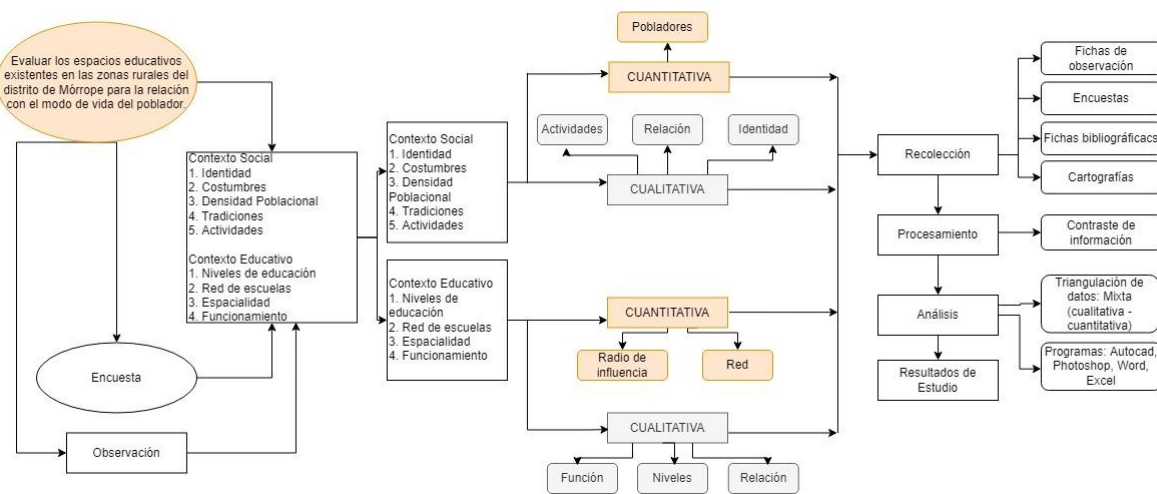 Evaluar los espacios educativos
existentes en las zonas rurales del
distrito de Mórrope para la relación
con el modo de vida del poblador.
Encuesta
Observación
Contexto Social
1. Identidad
2. Costumbres
3. Densidad Poblacional
4. Tradiciones
5. Actividades
Contexto Educativo
1. Niveles de educación
2. Red de escuelas
3. Espacialidad
4. Funcionamiento
Contexto Social
1. Identidad
2. Costumbres
3. Densidad
Poblacional
4. Tradiciones
5. Actividades
Contexto Educativo
1. Niveles de
educación
2. Red de escuelas
3. Espacialidad
4. Funcionamiento
Pobladores
CUANTITATIVA
Actividades
Relación
Identidad
CUALITATIVA
CUANTITATIVA
Radio de
influencia
Red
CUALITATIVA
Función
Niveles
Relación
Recolección
Procesamiento
Análisis
Resultados de
Estudio
Fichas de
observación
Encuestas
Fichas bibliográficacs
Cartografías
Contraste de
información
Triangulación de
datos: Mixta
(cualitativa -
cuantitativa)
Programas: Autocad,
Photoshop, Word,
Excel